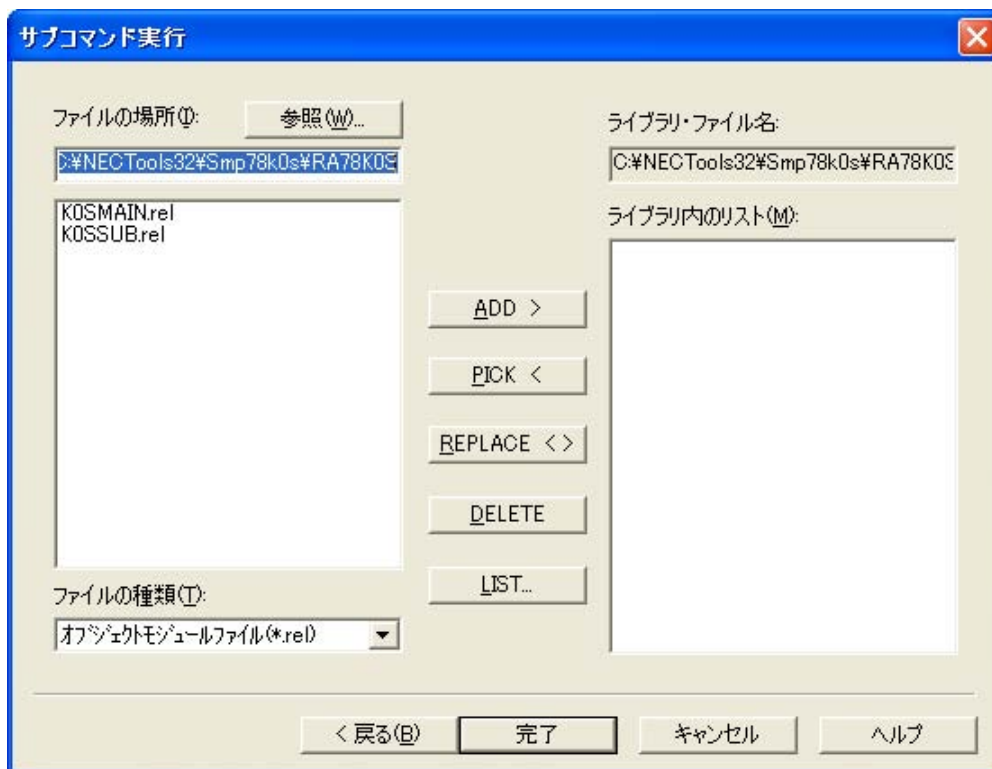 サブコマンド実行
ファイルの場所(I):
参照(W)...
C:¥NECTools32¥Smp78k0s¥RA78K0S
K0SMAIN.rel
K0SSUB.rel
ファイルの種類(T):
オブジェクトモジュールファイル(*.rel)
ADD >
PICK <
REPLACE < >
DELETE
LIST...
ライブラリ・ファイル名:
C:¥NECTools32¥Smp78k0s¥RA78K0S
ライブラリ内のリスト(M):
< 戻る(B)
完了
キャンセル
ヘルプ